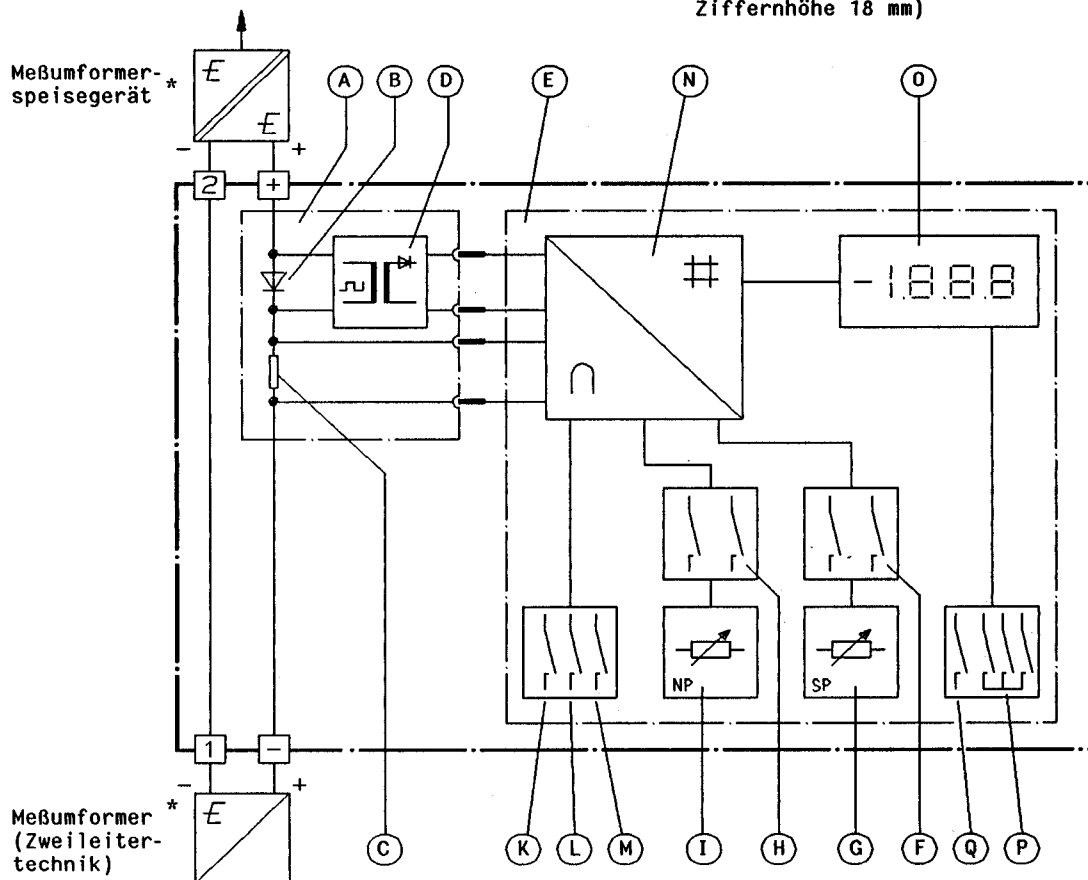 Ziffernhöhe 18 mm)
Meßumformer- *
speisegerät
E
E
A B D E N O
- +
2 +
- 1.8.8.8
NP SP
1 -
- +
Meßumformer *
(Zweileiter-
technik)
E
C K L M I H G F Q P